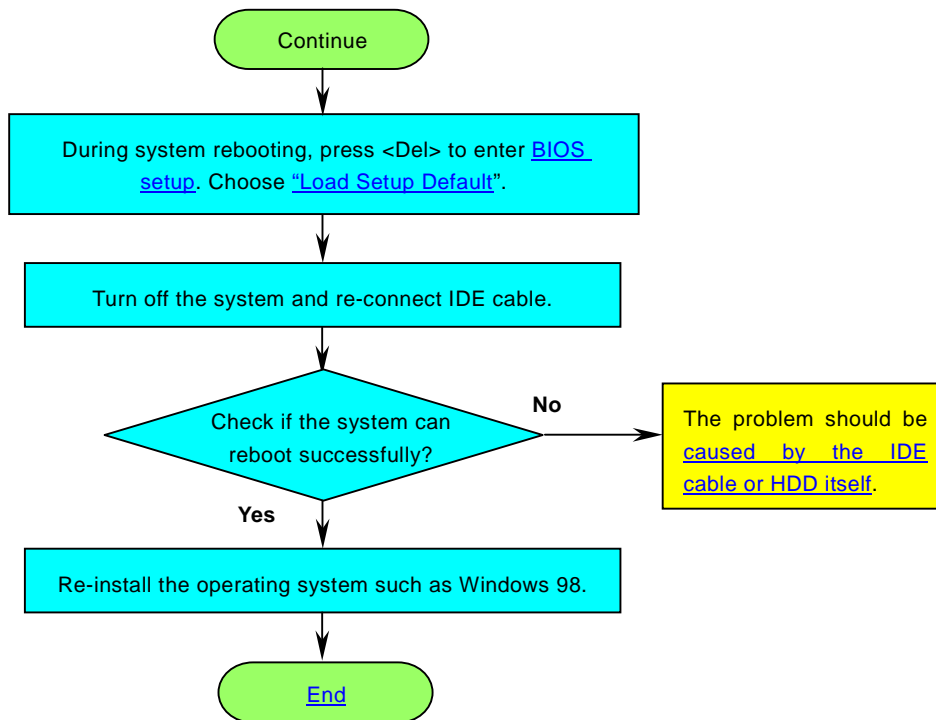 Continue
During system rebooting, press <Del> to enter BIOS
setup. Choose “Load Setup Default”.
Turn off the system and re-connect IDE cable.
Check if the system can
reboot successfully?
No
The problem should be
caused by the IDE
cable or HDD itself.
Yes
Re-install the operating system such as Windows 98.
End